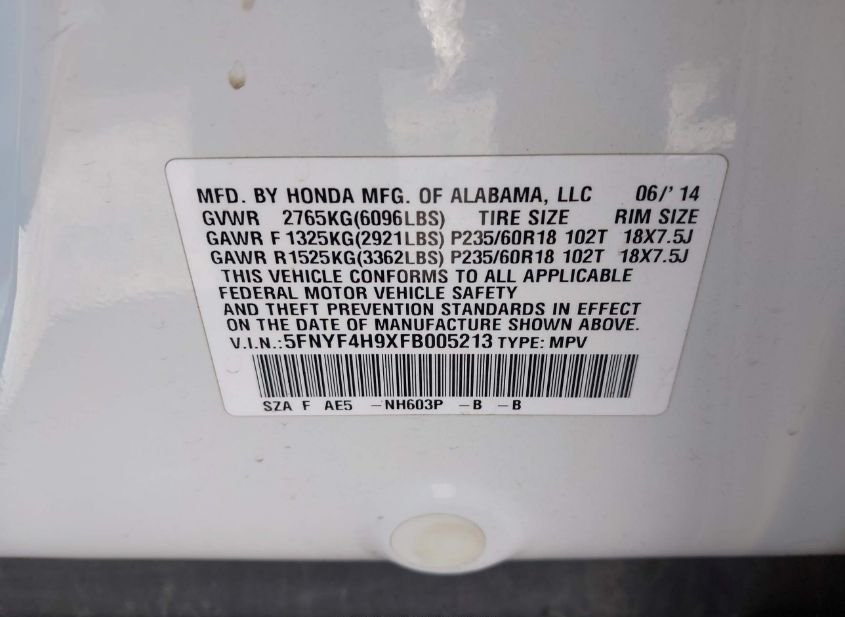 MFD. BY HONDA MFG. OF ALABAMA, LLC 06/' 14
GVWR 2765KG(6096LBS) TIRE SIZE RIM SIZE
GAWR F 1325KG(2921LBS) P235/60R18 102T 18X7.5J
GAWR R1525KG(3362LBS) P235/60R18 102T 18X7.5J
THIS VEHICLE CONFORMS TO ALL APPLICABLE
FEDERAL MOTOR VEHICLE SAFETY
AND THEFT PREVENTION STANDARDS IN EFFECT
ON THE DATE OF MANUFACTURE SHOWN ABOVE.
V.I.N.:5FNYF4H9XFB005213 TYPE: MPV
SZA F AE5 -NH603P -B -B